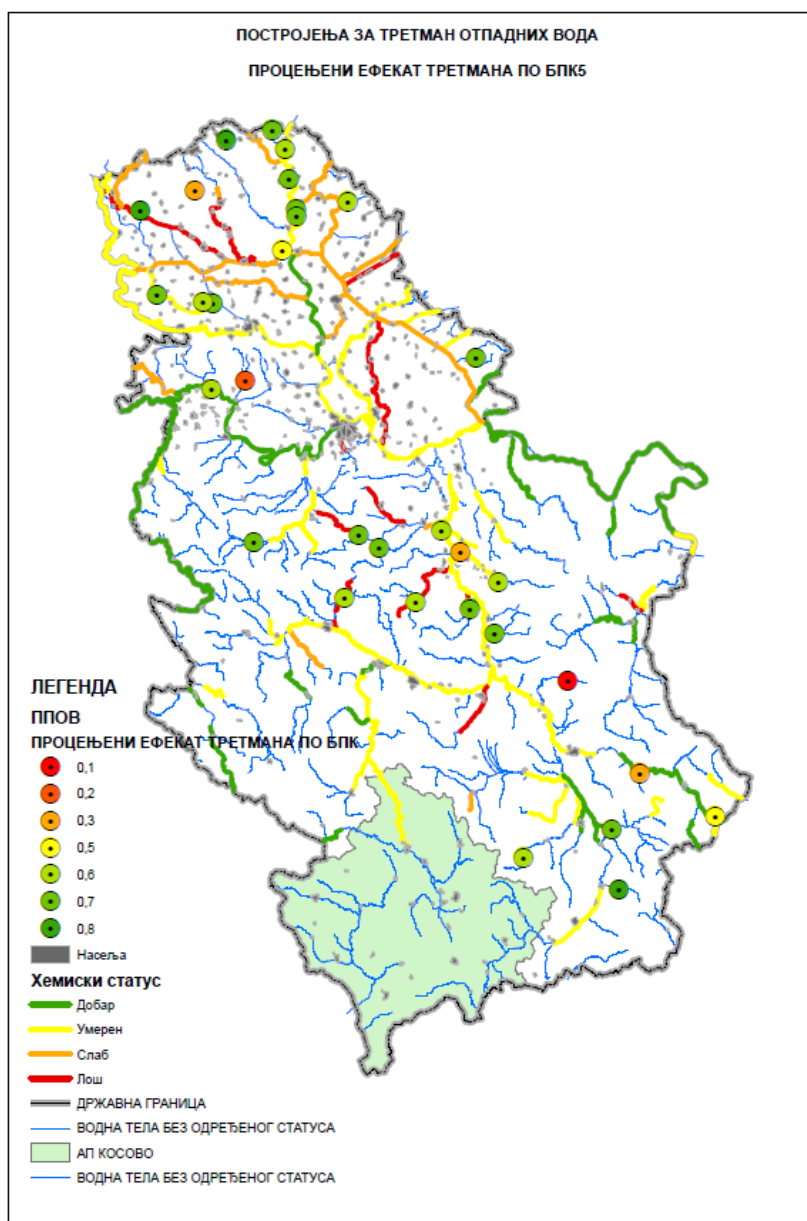 ПОСТРОЈЕЊА ЗА ТРЕТМАН ОТПАДНИХ ВОДА
ПРОЦЕЊЕНИ ЕФЕКАТ ТРЕТМАНА ПО БПК5
ЛЕГЕНДА
ППОВ
ПРОЦЕЊЕНИ ЕФЕКАТ ТРЕТМАНА ПО БПК
0,1
0,2
0,3
0,5
0,6
0,7
0,8
Насеља
Хемиски статус
Добар
Умерен
Слаб
Лош
ДРЖАВНА ГРАНИЦА
ВОДНА ТЕЛА БЕЗ ОДРЕЂЕНОГ СТАТУСА
АП КОСОВО
ВОДНА ТЕЛА БЕЗ ОДРЕЂЕНОГ СТАТУСА